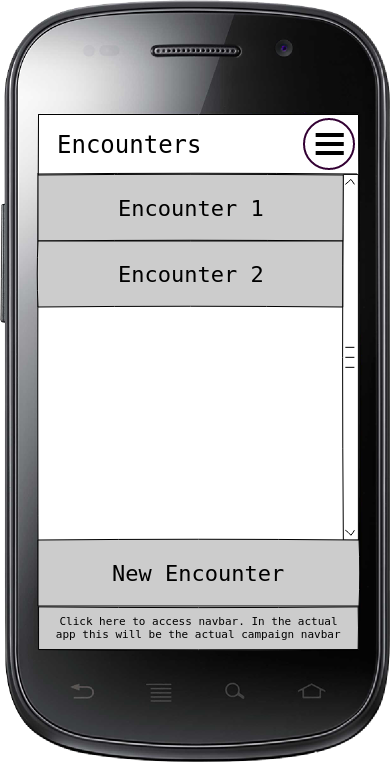 Encounters
Encounter 1
Encounter 2
New Encounter
Click here to access navbar. In the actual
app this will be the actual campaign navbar